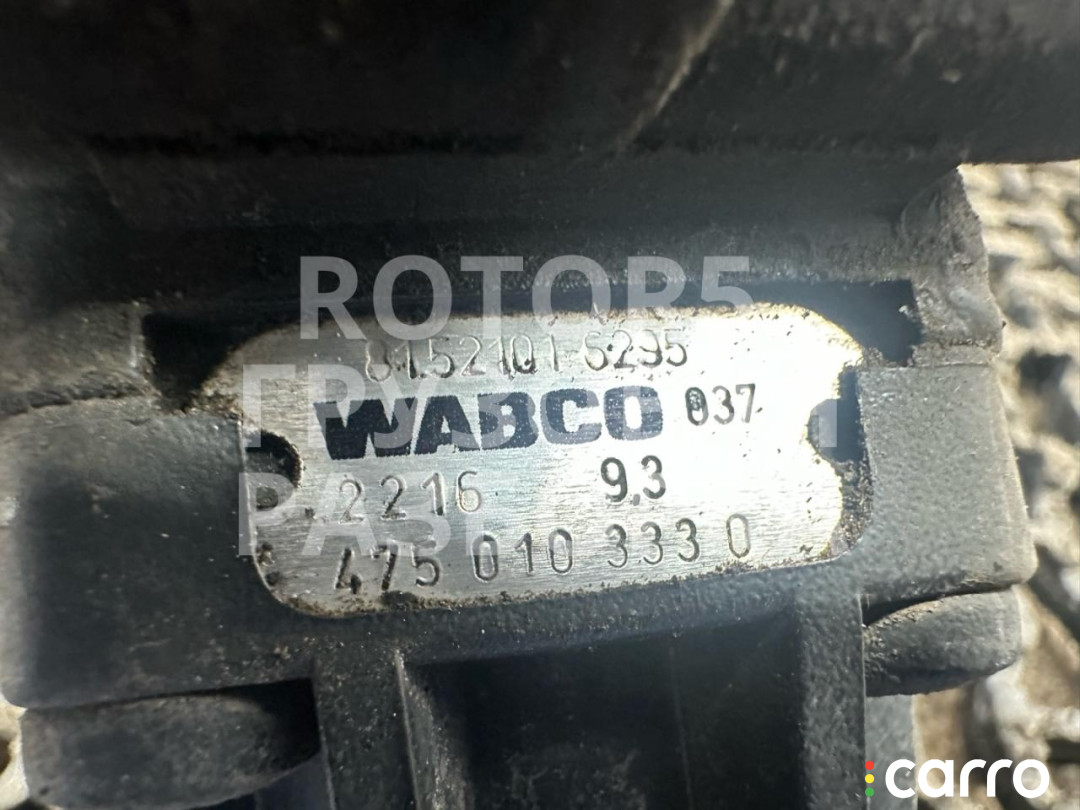 ROTOR5
81521016295
WABCO 037
2216 9.3
475 010 333 0
carro